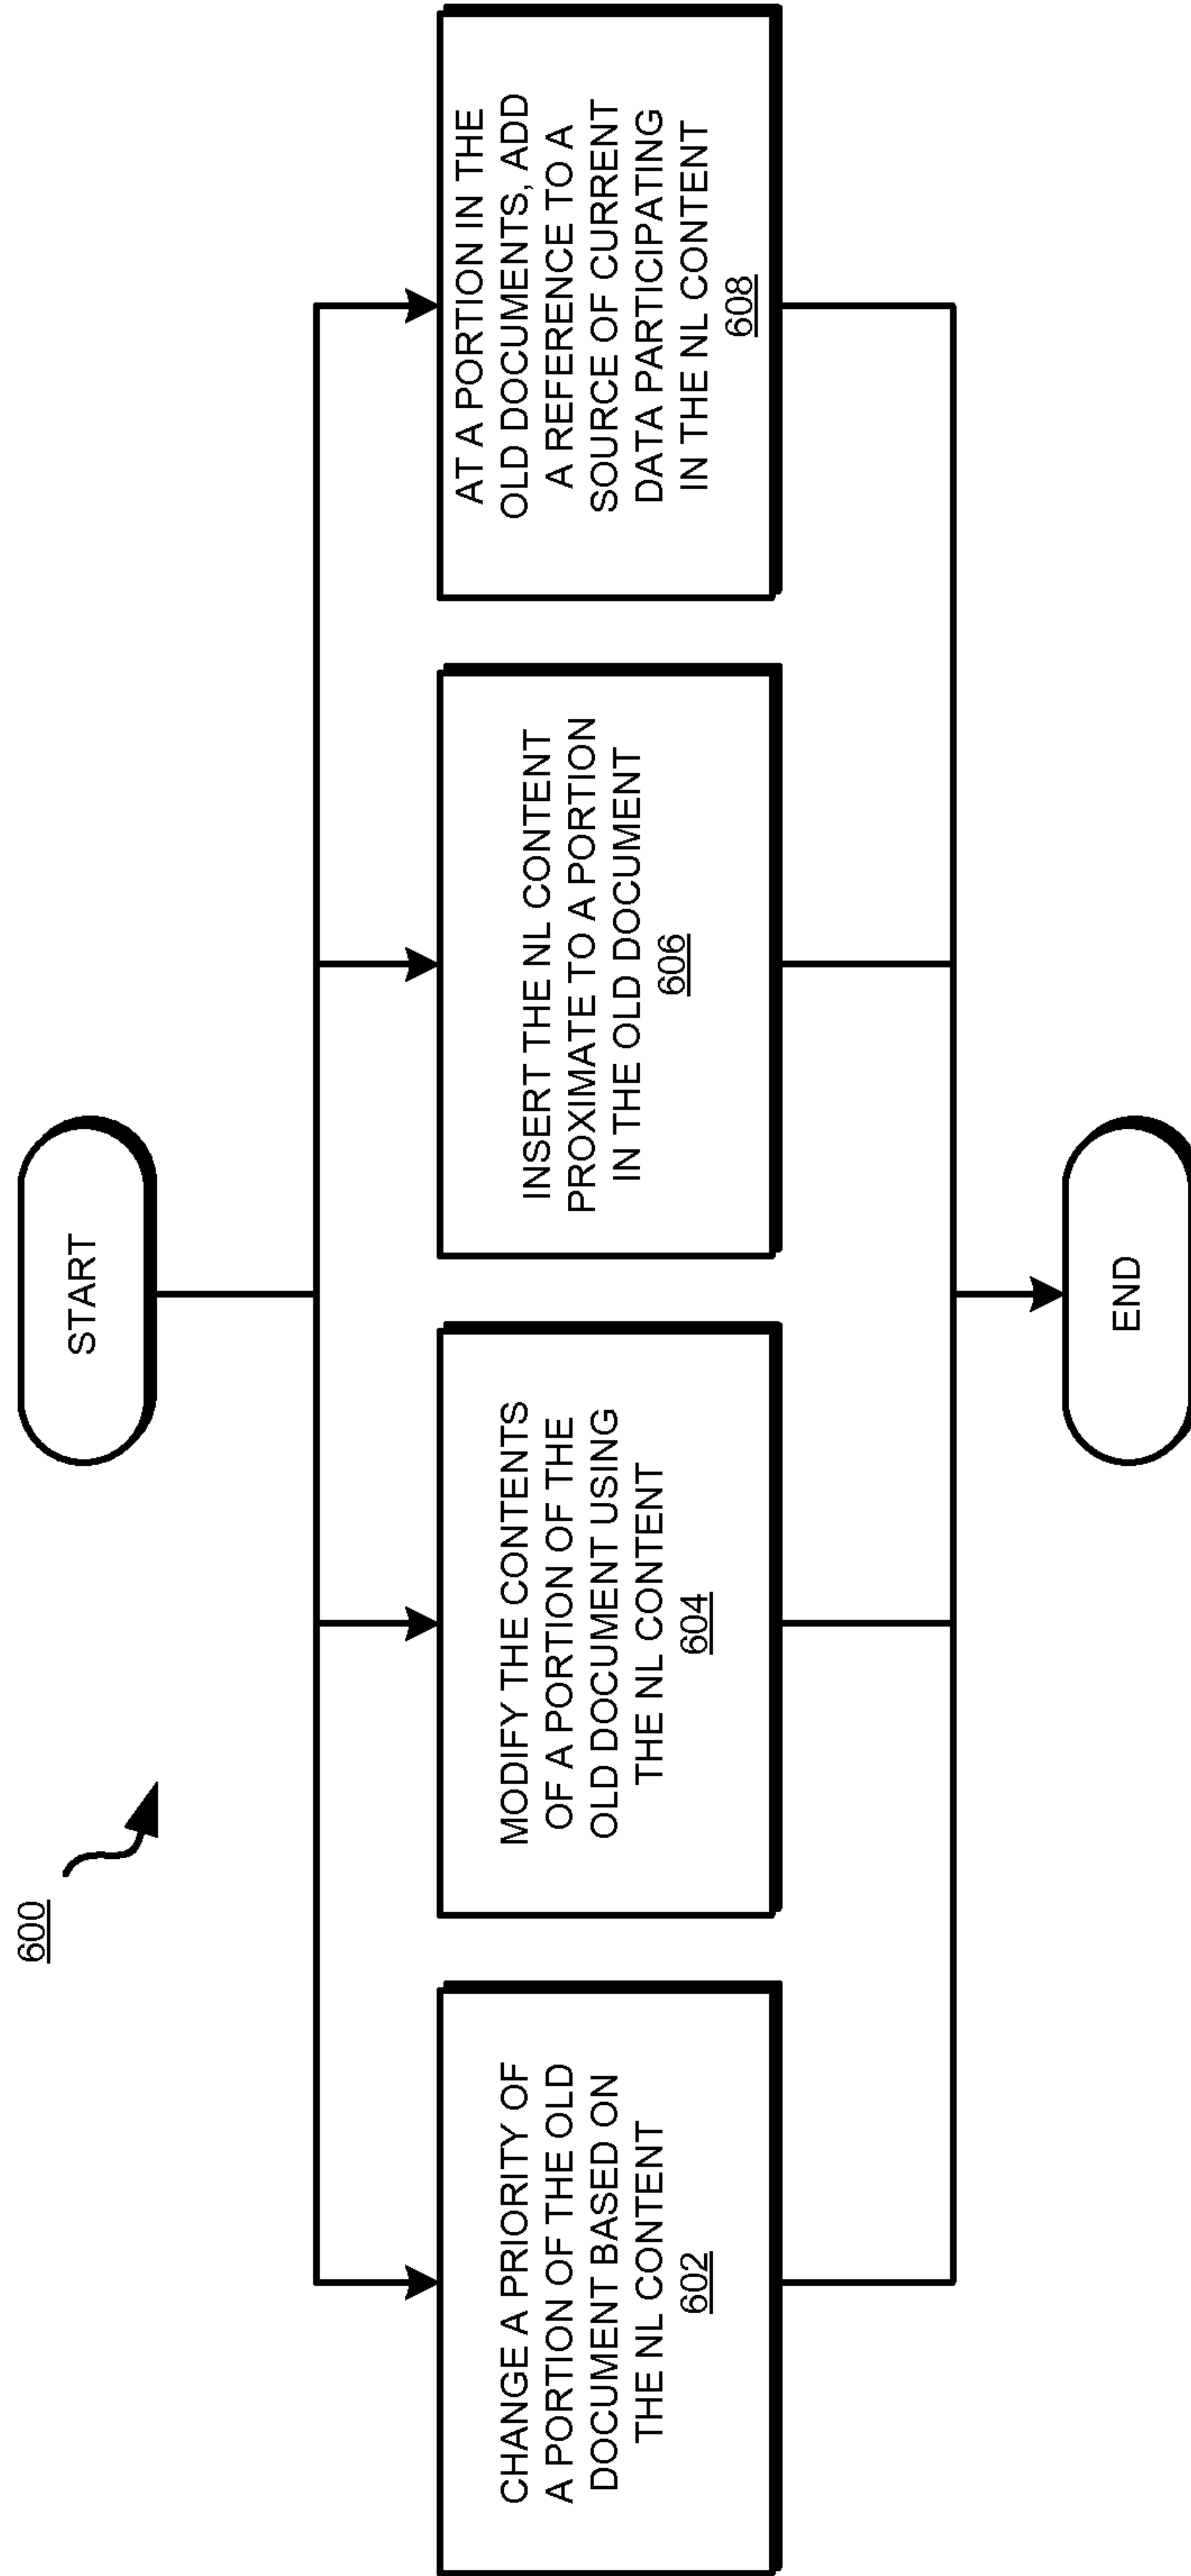 600
START
CHANGE A PRIORITY OF
A PORTION OF THE OLD
DOCUMENT BASED ON
THE NL CONTENT
602
MODIFY THE CONTENTS
OF A PORTION OF THE
OLD DOCUMENT USING
THE NL CONTENT
604
INSERT THE NL CONTENT
PROXIMATE TO A PORTION
IN THE OLD DOCUMENT
606
AT A PORTION IN THE
OLD DOCUMENTS, ADD
A REFERENCE TO A
SOURCE OF CURRENT
DATA PARTICIPATING
IN THE NL CONTENT
608
END